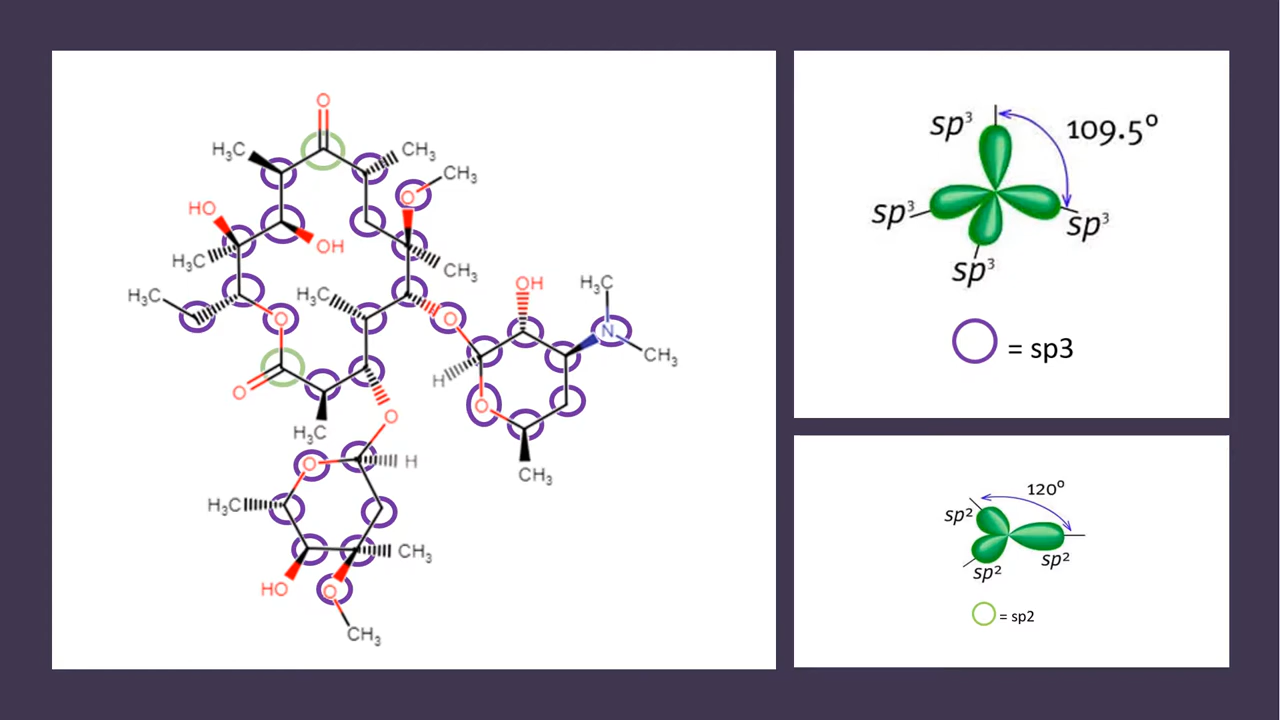 O
H₃C
CH₃
CH₃
O
HO
OH
H₃C
CH₃
H₃C
H₃C
OH
H₃C
O
O
N
CH₃
H
O
O
O
H₃C
CH₃
O
H
H₃C
CH₃
HO
O
CH₃
sp³
109.5°
sp³
sp³
sp³
= sp3
120°
sp²
sp²
sp²
= sp2